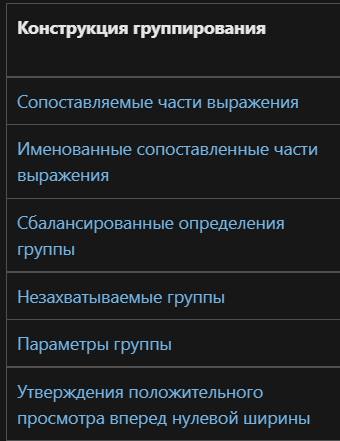 Конструкция группирования
Сопоставляемые части выражения
Именованные сопоставленные части
выражения
Сбалансированные определения
группы
Незахватываемые группы
Параметры группы
Утверждения положительного
просмотра вперед нулевой ширины